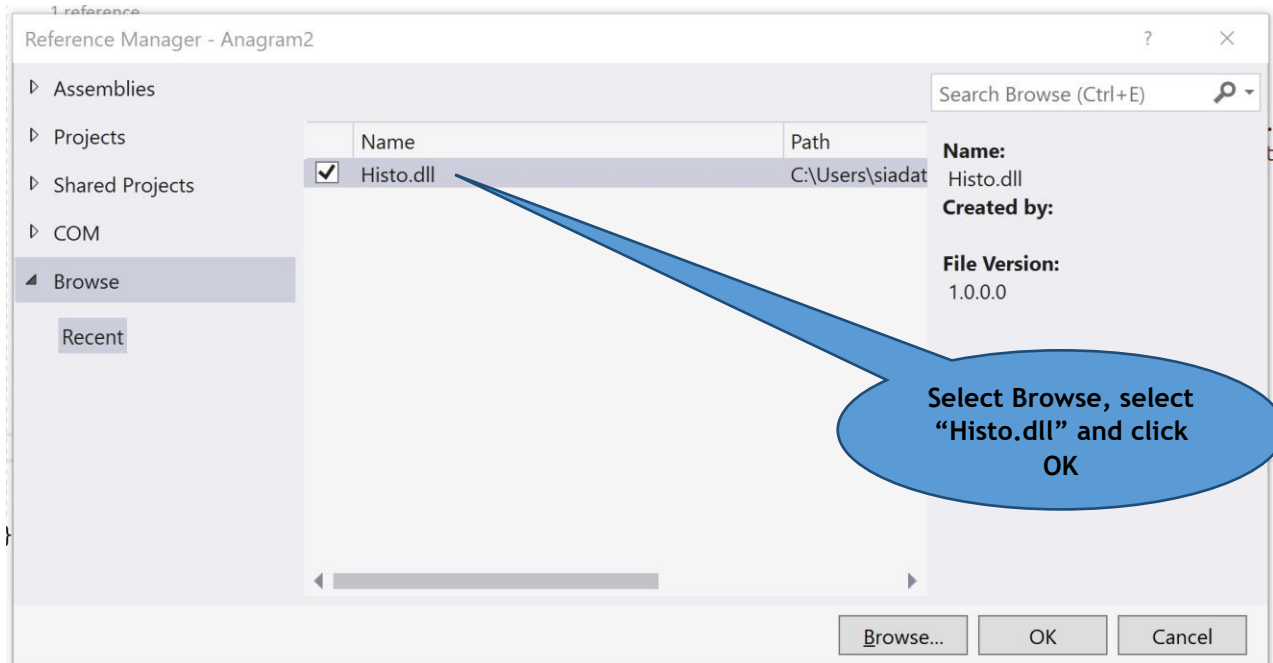 1 reference
Reference Manager - Anagram2 ?
Assemblies
Projects
Shared Projects
COM
Browse
Recent
Name Path
Histo.dll C:\Users\siadat
Search Browse (Ctrl+E)
Name:
Histo.dll
Created by:
File Version:
1.0.0.0
Select Browse, select
“Histo.dll” and click
OK
}
Browse... OK Cancel